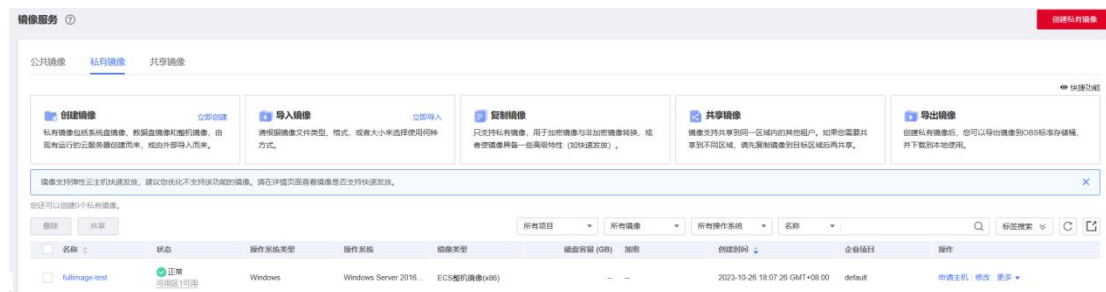 镜像服务
创建私有镜像
公共镜像 私有镜像 共享镜像
快捷功能
创建镜像 立即创建
私有镜像包括系统盘镜像、数据盘镜像和整机镜像，由
现有运行的云服务器创建而来，或由外部导入而来。
导入镜像 立即导入
请根据镜像文件类型、格式，或者大小来选择使用何种
方式。
复制镜像
只支持私有镜像，用于加密镜像与非加密镜像转换，或
者使镜像具备一些高级特性（如快速发放）。
共享镜像
镜像支持共享到同一区域内的其他租户。如果您需要共
享到不同区域，请先复制镜像到目标区域后再共享。
导出镜像
创建私有镜像后，您可以导出镜像到OBS标准存储桶，
并下载到本地使用。
镜像支持弹性云主机快速发放，建议您优化不支持该功能的镜像。请在详情页面查看镜像是否支持快速发放。
您还可以创建0个私有镜像。
删除 共享 所有项目 所有镜像 所有操作系统 名称 标签搜索
名称 状态 操作系统类型 操作系统 镜像类型 磁盘容量 (GB) 加密 创建时间 企业项目 操作
fullimage-test 正常 可用区1可用 Windows Windows Server 2016... ECS整机镜像(x86) -- -- 2023-10-26 18:07:26 GMT+08:00 default 申请主机 修改 更多